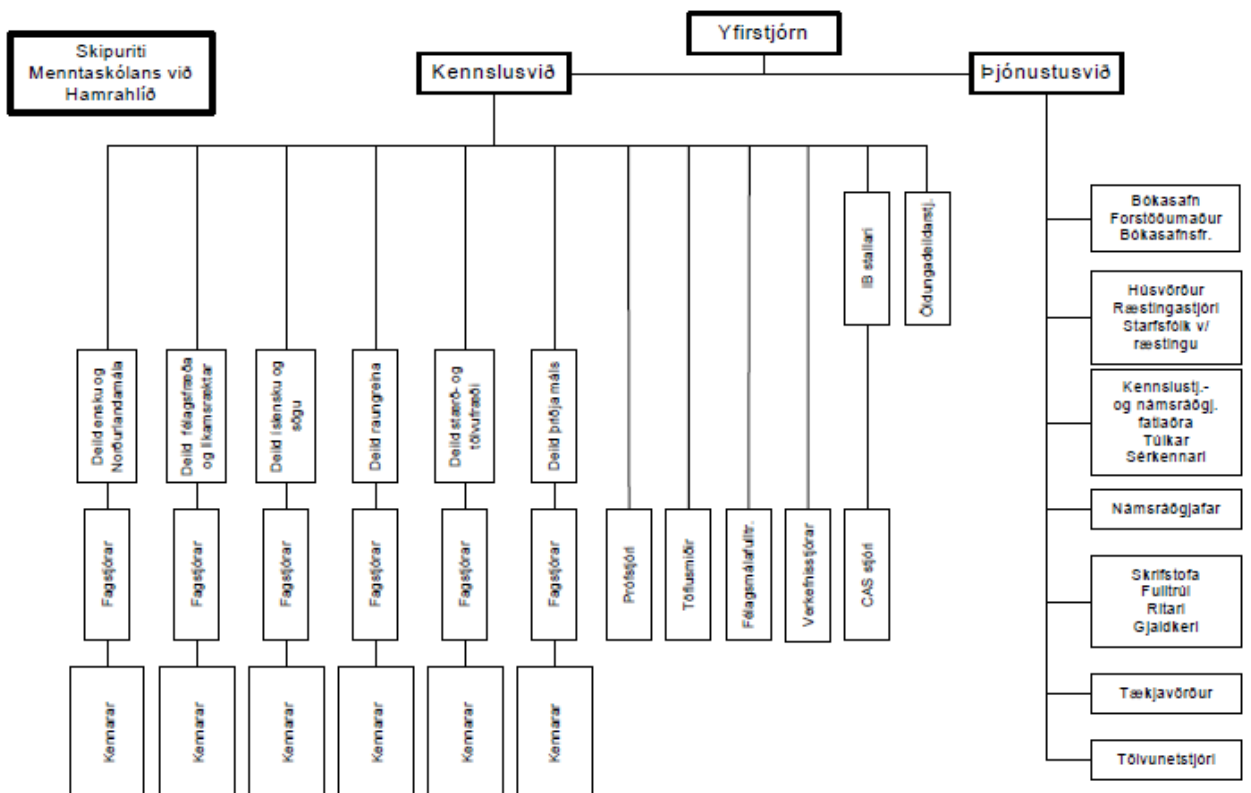 Skipuriti
Menntaskólans við
Hamrahlíð
Yfirstjórn
Kennslusvið
Þjónustusvið
Deild ensku og
Norðurlandamála
Deild félagsfræða
og líkamsræktar
Deild íslensku og
sögu
Deild raungreina
Deild stærð- og
tölvufræði
Deild þriðja máls
IB stallari
Öldungadeildarstj.
Fagstjórar
Fagstjórar
Fagstjórar
Fagstjórar
Fagstjórar
Fagstjórar
Prófstjóri
Töflusmiðir
Félagsmálafulltr.
Verkefnisstjórar
CAS stjóri
Kennarar
Kennarar
Kennarar
Kennarar
Kennarar
Kennarar
Bókasafn
Forstöðumaður
Bókasafnsfr.
Húsvörður
Ræstingastjóri
Starfsfólk v/
ræstingu
Kennslustj.-
og námsráðgj.
fatlaðra
Túlkar
Sérkennari
Námsráðgjafar
Skrifstofa
Fulltrúi
Ritari
Gjaldkeri
Tækjavörður
Tölvunetstjóri